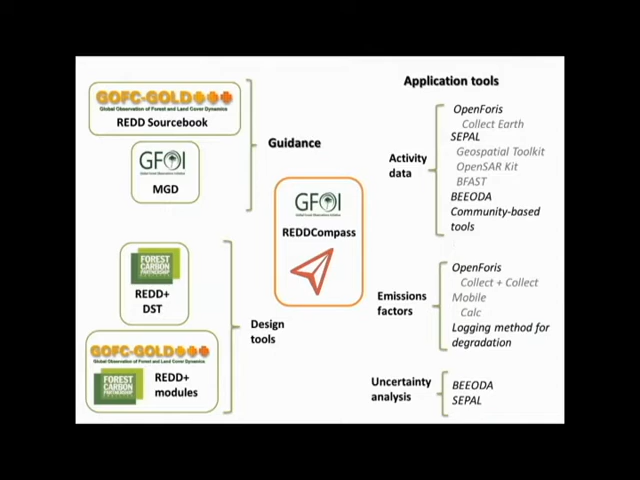 GOFC-GOLD
Global Observation of Forest and Land Cover Dynamics
REDD Sourcebook
GFOI
MGD
Guidance
GFOI
REDDCompass
FOREST
CARBON
PARTNERSHIP
REDD+
DST
GOFC-GOLD
Global Observation of Forest and Land Cover Dynamics
FOREST
CARBON
PARTNERSHIP
REDD+
modules
Design
tools
Application tools
Activity
data
OpenForis
Collect Earth
SEPAL
Geospatial Toolkit
OpenSAR Kit
BFAST
BEEODA
Community-based
tools
Emissions
factors
OpenForis
Collect + Collect
Mobile
Calc
Logging method for
degradation
Uncertainty
analysis
BEEODA
SEPAL